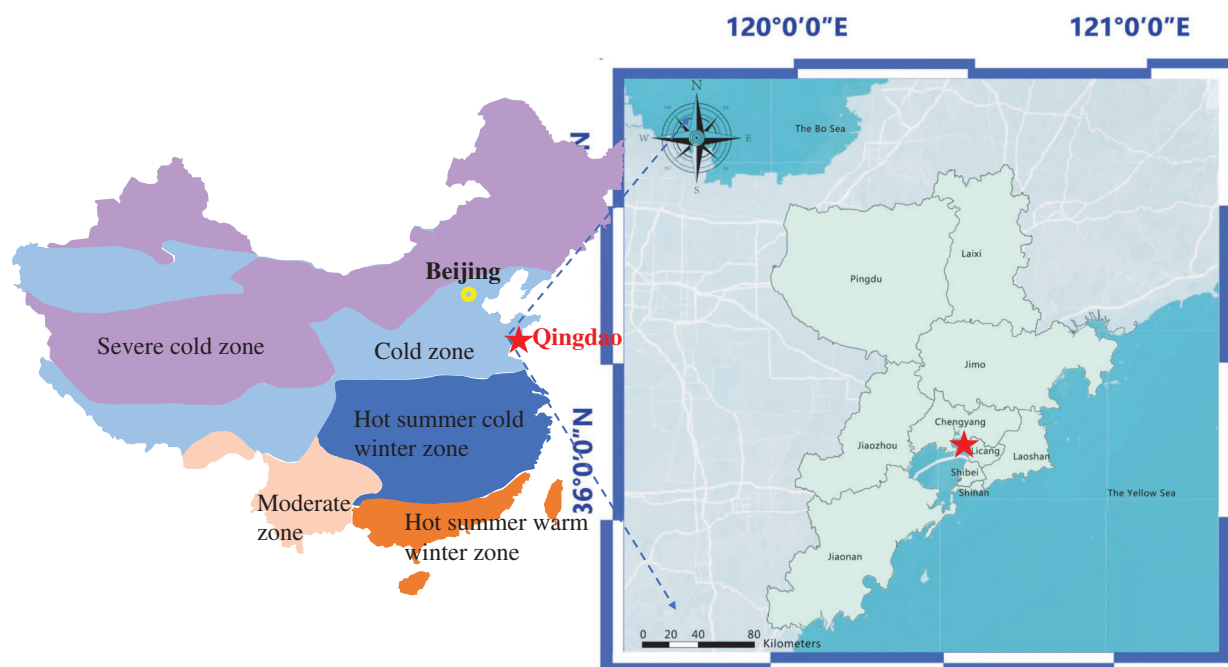 120°0′0″E
121°0′0″E
N
W
E
S
The Bo Sea
N
Beijing
Qingdao
Severe cold zone
Cold zone
Hot summer cold
winter zone
Moderate
zone
Hot summer warm
winter zone
36°0′0″N
Laixi
Pingdu
Jimo
Chengyang
Jiaozhou
Licang
Laoshan
Shibei
Shinan
The Yellow Sea
Jiaonan
0 20 40 80
Kilometers